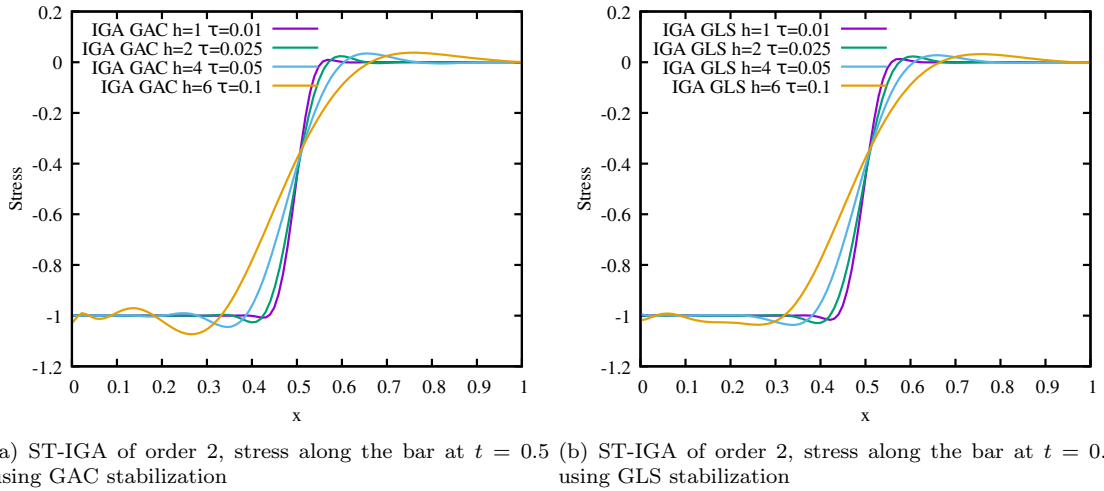 IGA GAC h=1 τ=0.01
IGA GAC h=2 τ=0.025
IGA GAC h=4 τ=0.05
IGA GAC h=6 τ=0.1
0.2
0
-0.2
-0.4
-0.6
-0.8
-1
-1.2
Stress
0 0.1 0.2 0.3 0.4 0.5 0.6 0.7 0.8 0.9 1
x
IGA GLS h=1 τ=0.01
IGA GLS h=2 τ=0.025
IGA GLS h=4 τ=0.05
IGA GLS h=6 τ=0.1
0.2
0
-0.2
-0.4
-0.6
-0.8
-1
-1.2
Stress
0 0.1 0.2 0.3 0.4 0.5 0.6 0.7 0.8 0.9 1
x
a) ST-IGA of order 2, stress along the bar at t = 0.5
using GAC stabilization
(b) ST-IGA of order 2, stress along the bar at t = 0.
using GLS stabilization